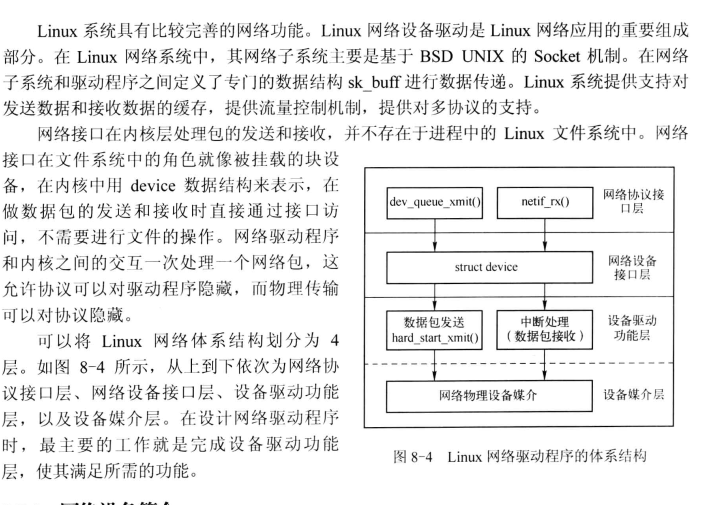 Linux 系统具有比较完善的网络功能。Linux 网络设备驱动是 Linux 网络应用的重要组成
部分。在 Linux 网络系统中，其网络子系统主要是基于 BSD UNIX 的 Socket 机制。在网络
子系统和驱动程序之间定义了专门的数据结构 sk_buff 进行数据传递。Linux 系统提供支持对
发送数据和接收数据的缓存，提供流量控制机制，提供对多协议的支持。
网络接口在内核层处理包的发送和接收，并不存在于进程中的 Linux 文件系统中。网络
接口在文件系统中的角色就像被挂载的块设
备，在内核中用 device 数据结构来表示，在
做数据包的发送和接收时直接通过接口访
问，不需要进行文件的操作。网络驱动程序
和内核之间的交互一次处理一个网络包，这
允许协议可以对驱动程序隐藏，而物理传输
可以对协议隐藏。
可以将 Linux 网络体系结构划分为 4
层。如图 8-4 所示，从上到下依次为网络协
议接口层、网络设备接口层、设备驱动功能
层，以及设备媒介层。在设计网络驱动程序
时，最主要的工作就是完成设备驱动功能
层，使其满足所需的功能。
dev_queue_xmit()
netif_rx()
网络协议接
口层
struct device
网络设备
接口层
数据包发送
hard_start_xmit()
中断处理
（数据包接收）
设备驱动
功能层
网络物理设备媒介
设备媒介层
图 8-4 Linux 网络驱动程序的体系结构